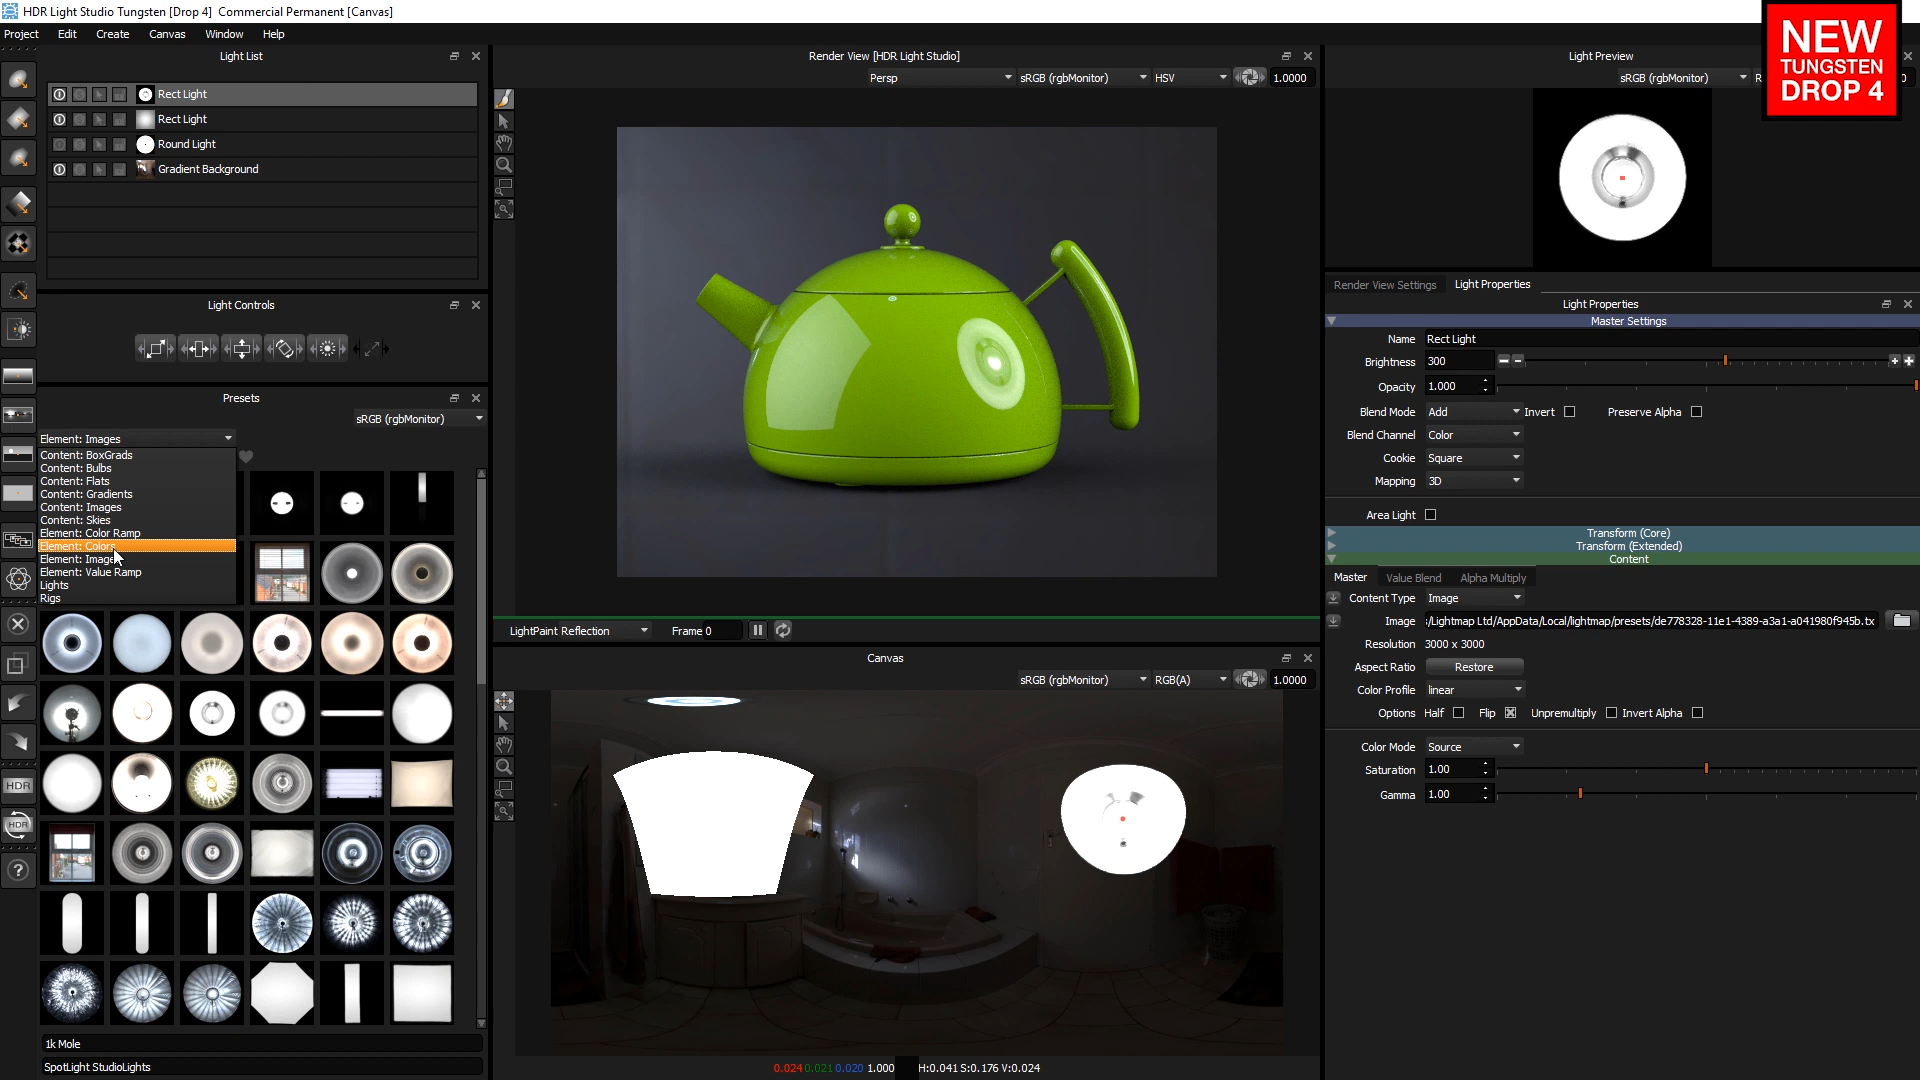 HDR Light Studio Tungsten [Drop 4]  Commercial Permanent [Canvas]
Project Edit Create Canvas Window Help
NEW
TUNGSTEN
DROP 4
Light List
Rect Light
Rect Light
Round Light
Gradient Background
Light Controls
Presets
sRGB (rgbMonitor)
Element: Images
Content: BoxGrads
Content: Bulbs
Content: Flats
Content: Gradients
Content: Images
Content: Skies
Element: Color Ramp
Element: Colors
Element: Images
Element: Value Ramp
Lights
Rigs
HDR
HDR
?
1k Mole
SpotLight StudioLights
Render View [HDR Light Studio]
Persp sRGB (rgbMonitor) HSV 1.0000
LightPaint Reflection Frame 0
Canvas
sRGB (rgbMonitor) RGB(A) 1.0000
0.024 0.021 0.020 1.000 H:0.041 S:0.176 V:0.024
Light Preview
sRGB (rgbMonitor)
Render View Settings Light Properties
Light Properties
Master Settings
Name Rect Light
Brightness 300
Opacity 1.000
Blend Mode Add Invert Preserve Alpha
Blend Channel Color
Cookie Square
Mapping 3D
Area Light
Transform (Core)
Transform (Extended)
Content
Master Value Blend Alpha Multiply
Content Type Image
Image :/Lightmap Ltd/AppData/Local/lightmap/presets/de778328-11e1-4389-a3a1-a041980f945b.tx
Resolution 3000 x 3000
Aspect Ratio Restore
Color Profile linear
Options Half Flip Unpremultiply Invert Alpha
Color Mode Source
Saturation 1.00
Gamma 1.00